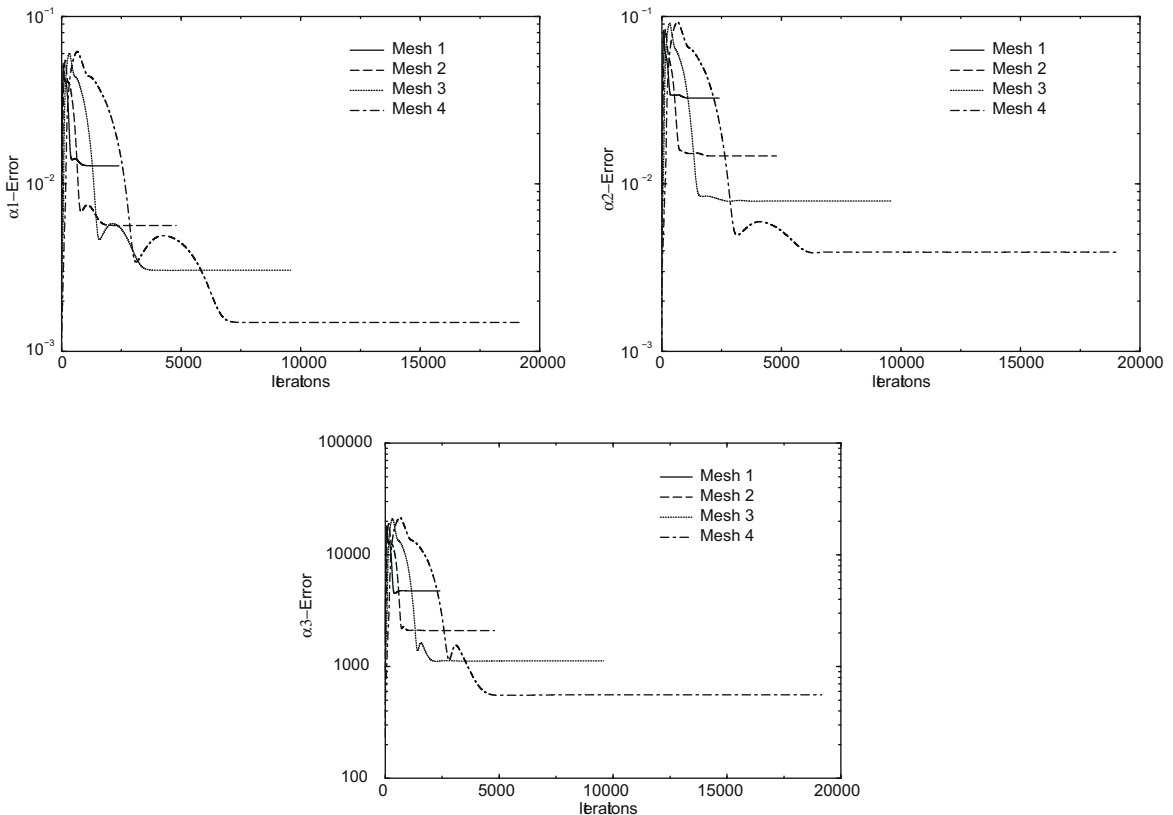 10⁻¹
Mesh 1
Mesh 2
Mesh 3
Mesh 4
α1−Error
10⁻²
10⁻³
0 5000 10000 15000 20000
Iteratons
10⁻¹
Mesh 1
Mesh 2
Mesh 3
Mesh 4
α2−Error
10⁻²
10⁻³
0 5000 10000 15000 20000
Iteratons
100000
Mesh 1
Mesh 2
Mesh 3
Mesh 4
10000
α3−Error
1000
100
0 5000 10000 15000 20000
Iteratons